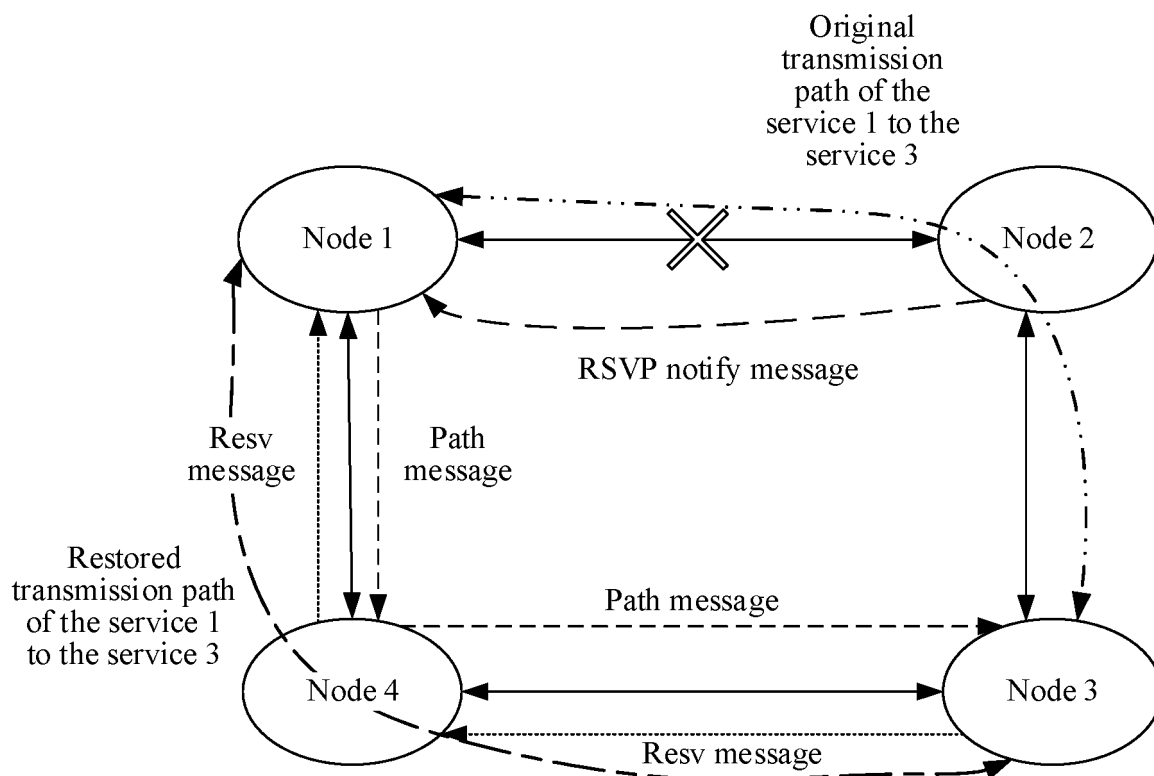 Original
transmission
path of the
service 1 to the
service 3
Node 1
Node 2
RSVP notify message
Resv
message
Path
message
Restored
transmission path
of the service 1
to the service 3
Path message
Node 4
Node 3
Resv message